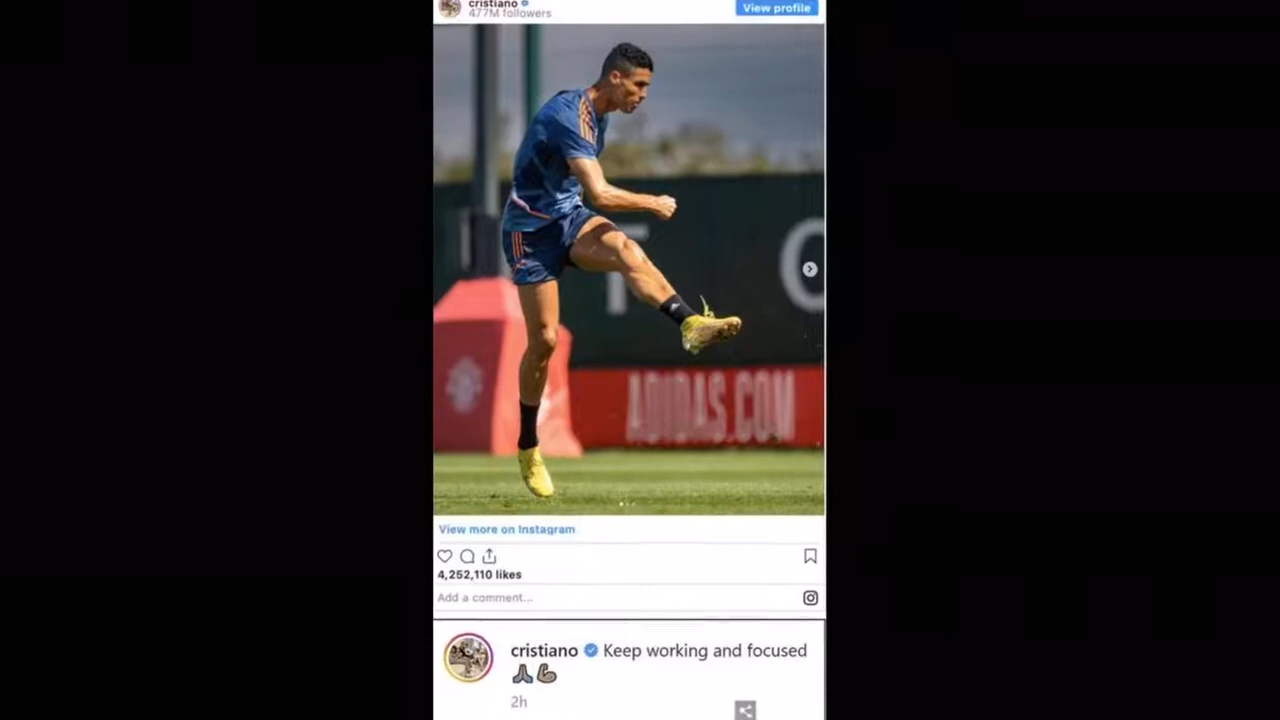 cristiano
477M followers
View profile
ADIDAS.COM
View more on Instagram
4,252,110 likes
Add a comment...
cristiano Keep working and focused
🙏🏽💪🏽
2h